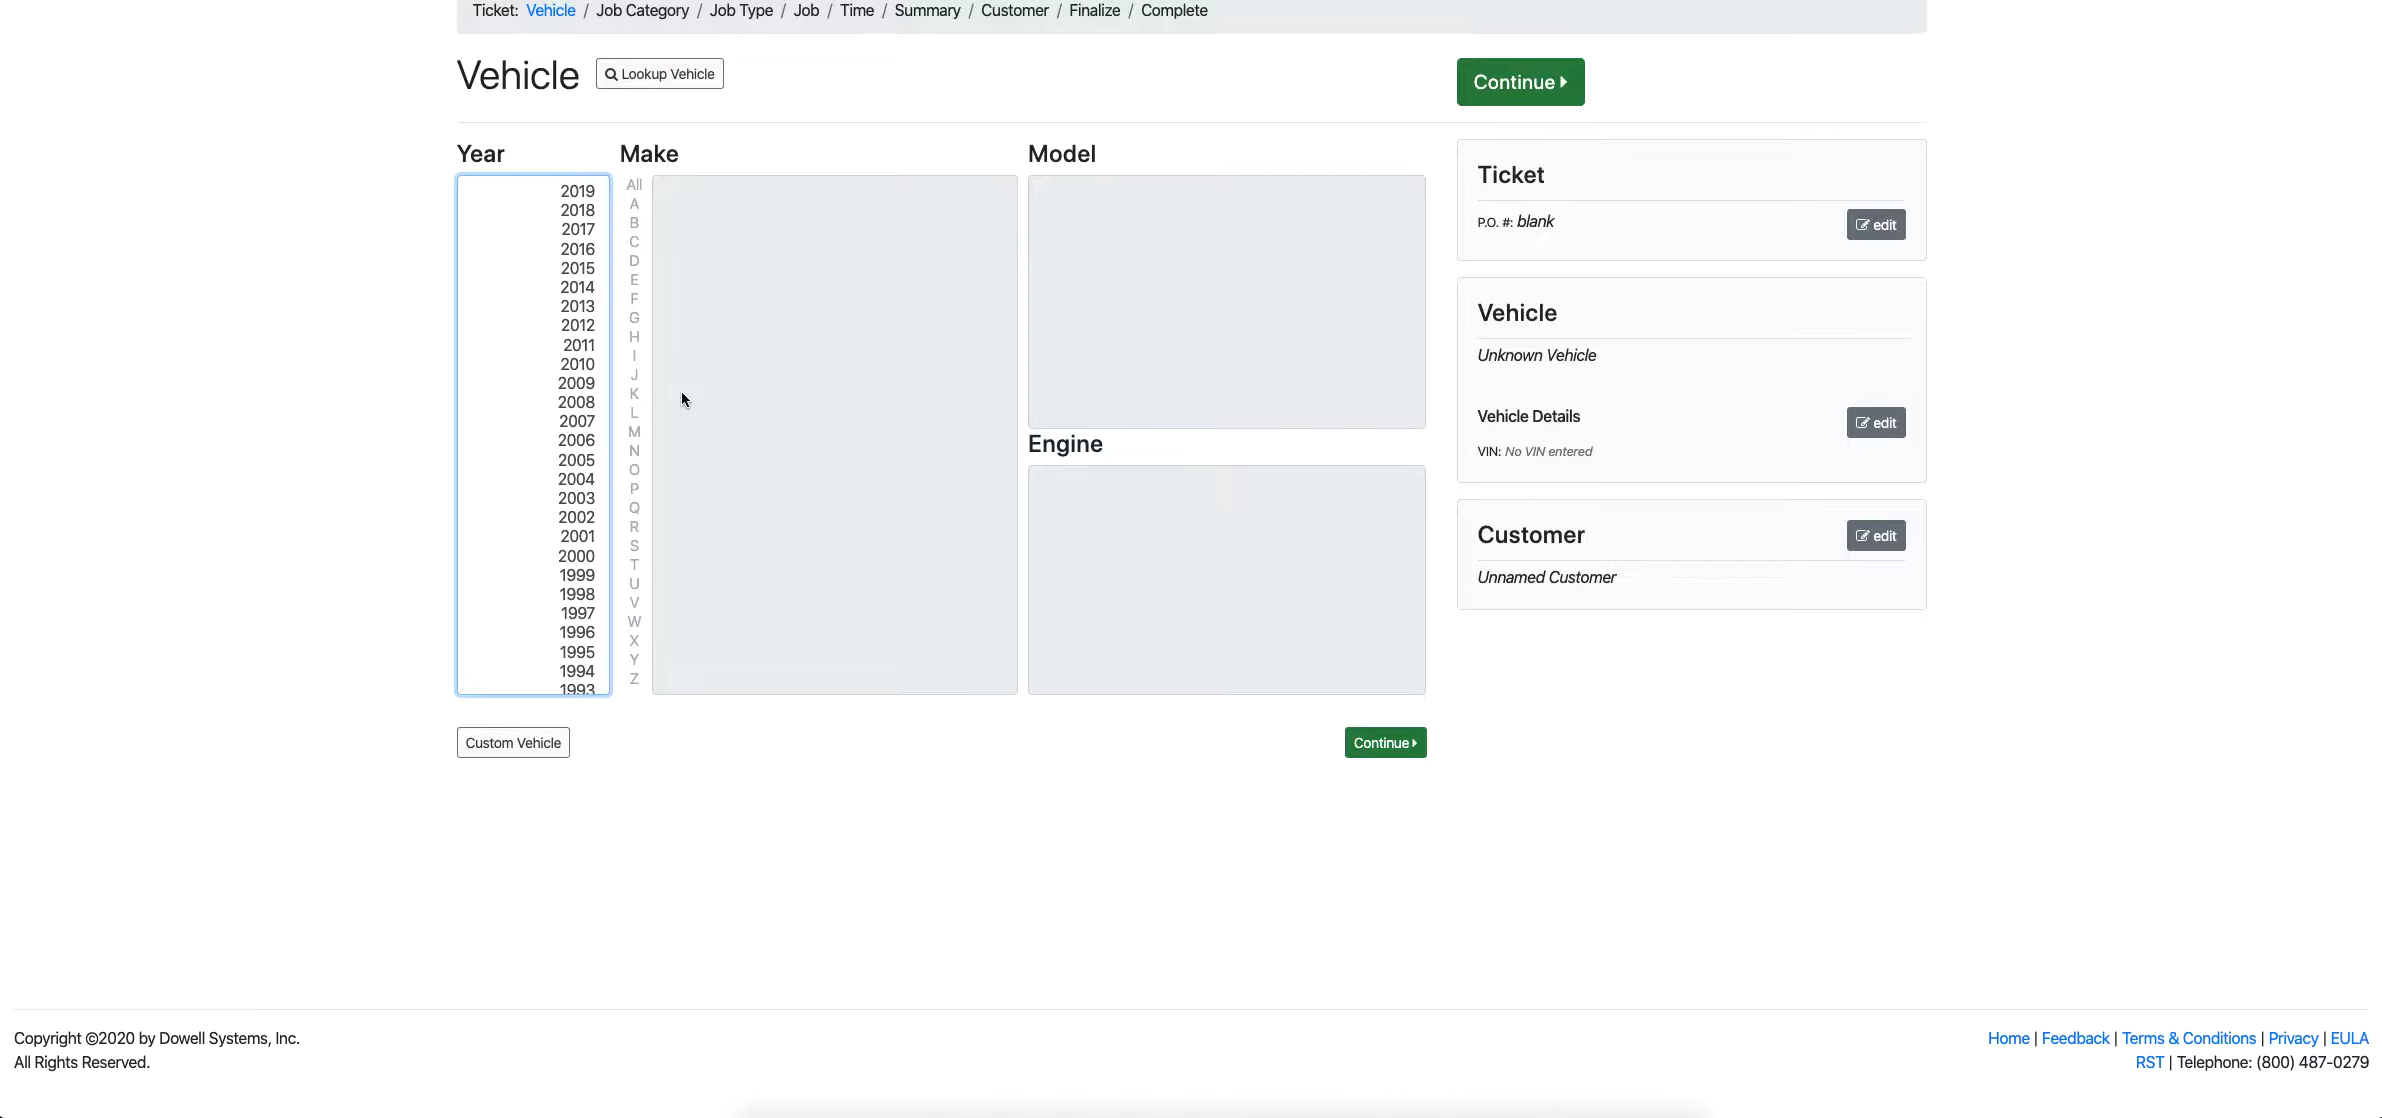 Ticket: Vehicle / Job Category / Job Type / Job / Time / Summary / Customer / Finalize / Complete
Vehicle
Lookup Vehicle
Continue
Year
2019
2018
2017
2016
2015
2014
2013
2012
2011
2010
2009
2008
2007
2006
2005
2004
2003
2002
2001
2000
1999
1998
1997
1996
1995
1994
1993
Make
All
A
B
C
D
E
F
G
H
I
J
K
L
M
N
O
P
Q
R
S
T
U
V
W
X
Y
Z
Model
Engine
Custom Vehicle
Continue
Ticket
P.O. #: blank
edit
Vehicle
Unknown Vehicle
Vehicle Details
edit
VIN: No VIN entered
Customer
edit
Unnamed Customer
Copyright ©2020 by Dowell Systems, Inc.
All Rights Reserved.
Home | Feedback | Terms & Conditions | Privacy | EULA
RST | Telephone: (800) 487-0279